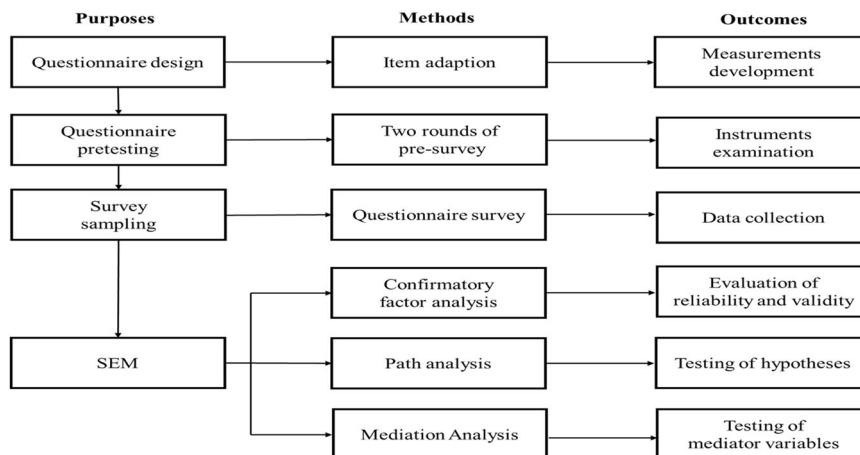 Purposes
Methods
Outcomes
Questionnaire design
Item adaption
Measurements
development
Questionnaire
pretesting
Two rounds of
pre-survey
Instruments
examination
Survey
sampling
Questionnaire survey
Data collection
Confirmatory
factor analysis
Evaluation of
reliability and validity
SEM
Path analysis
Testing of hypotheses
Mediation Analysis
Testing of
mediator variables